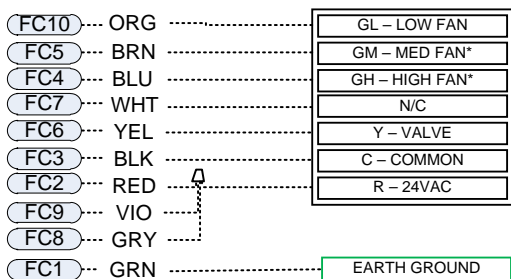 FC10 ORG GL – LOW FAN
FC5 BRN GM – MED FAN*
FC4 BLU GH – HIGH FAN*
FC7 WHT N/C
FC6 YEL Y – VALVE
FC3 BLK C – COMMON
FC2 RED R – 24VAC
FC9 VIO
FC8 GRY
FC1 GRN EARTH GROUND